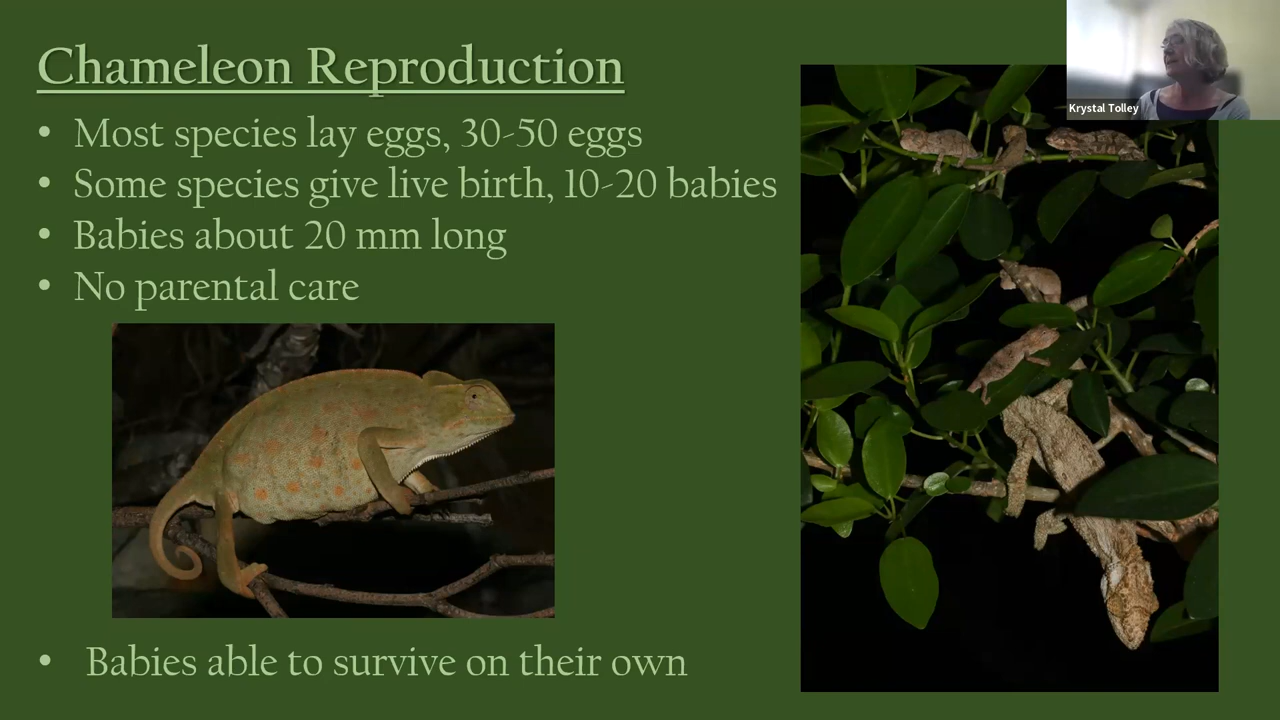 Chameleon Reproduction
• Most species lay eggs, 30-50 eggs
• Some species give live birth, 10-20 babies
• Babies about 20 mm long
• No parental care
• Babies able to survive on their own
Krystal Tolley